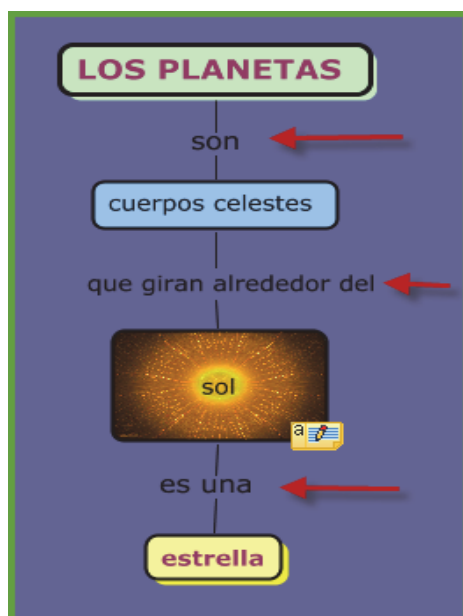 LOS PLANETAS
son
cuerpos celestes
que giran alrededor del
sol
a
es una
estrella